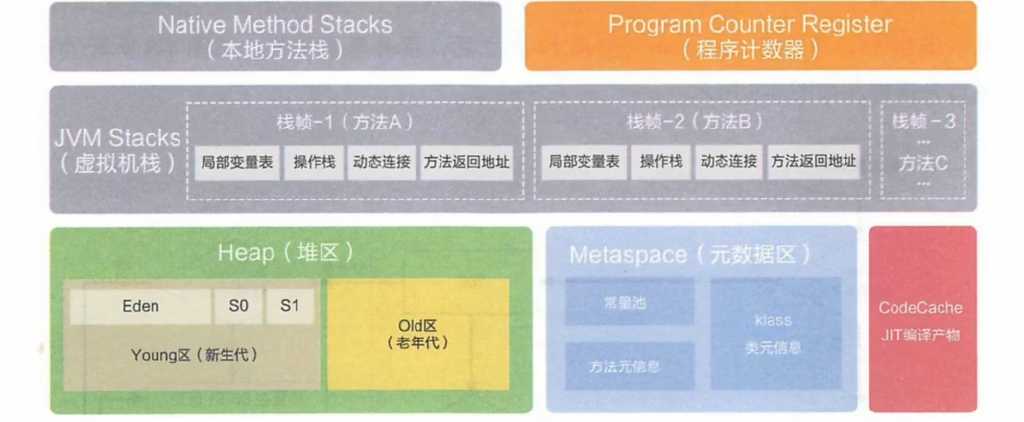 Native Method Stacks
（本地方法栈）
Program Counter Register
（程序计数器）
JVM Stacks
（虚拟机栈）
栈帧-1（方法A）
局部变量表
操作栈
动态连接
方法返回地址
栈帧-2（方法B）
局部变量表
操作栈
动态连接
方法返回地址
栈帧-3
...
方法C
...
Heap（堆区）
Eden
S0
S1
Young区（新生代）
Old区
（老年代）
Metaspace（元数据区）
常量池
方法元信息
klass
类元信息
CodeCache
JIT编译产物